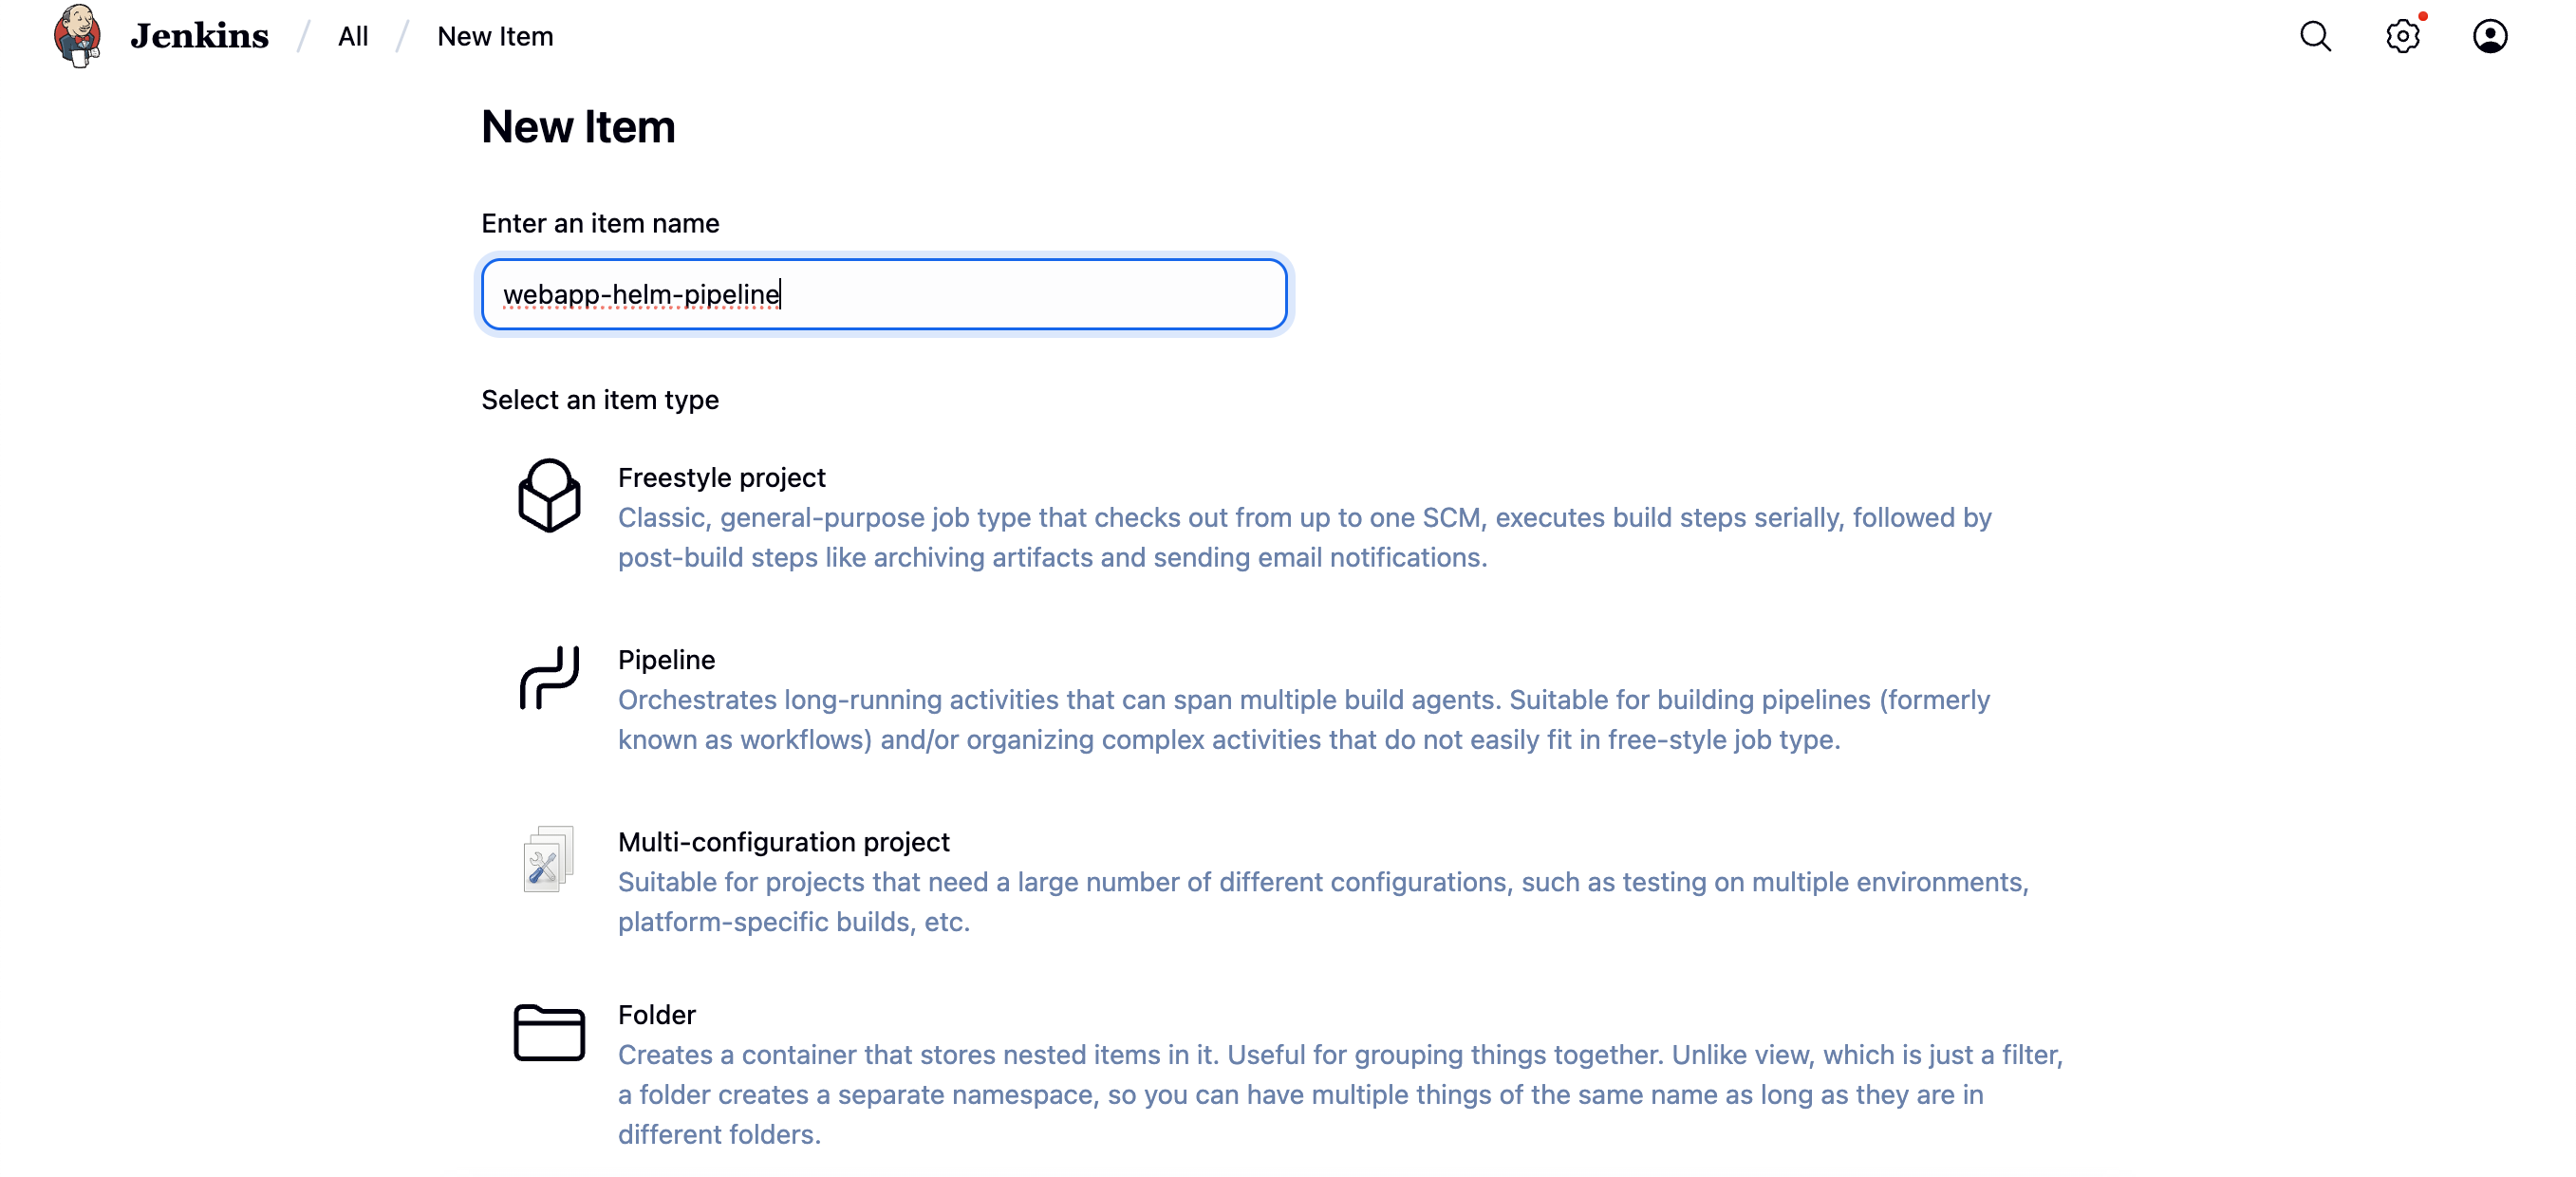 Jenkins / All / New Item
New Item
Enter an item name
webapp-helm-pipeline
Select an item type
Freestyle project
Classic, general-purpose job type that checks out from up to one SCM, executes build steps serially, followed by
post-build steps like archiving artifacts and sending email notifications.
Pipeline
Orchestrates long-running activities that can span multiple build agents. Suitable for building pipelines (formerly
known as workflows) and/or organizing complex activities that do not easily fit in free-style job type.
Multi-configuration project
Suitable for projects that need a large number of different configurations, such as testing on multiple environments,
platform-specific builds, etc.
Folder
Creates a container that stores nested items in it. Useful for grouping things together. Unlike view, which is just a filter,
a folder creates a separate namespace, so you can have multiple things of the same name as long as they are in
different folders.